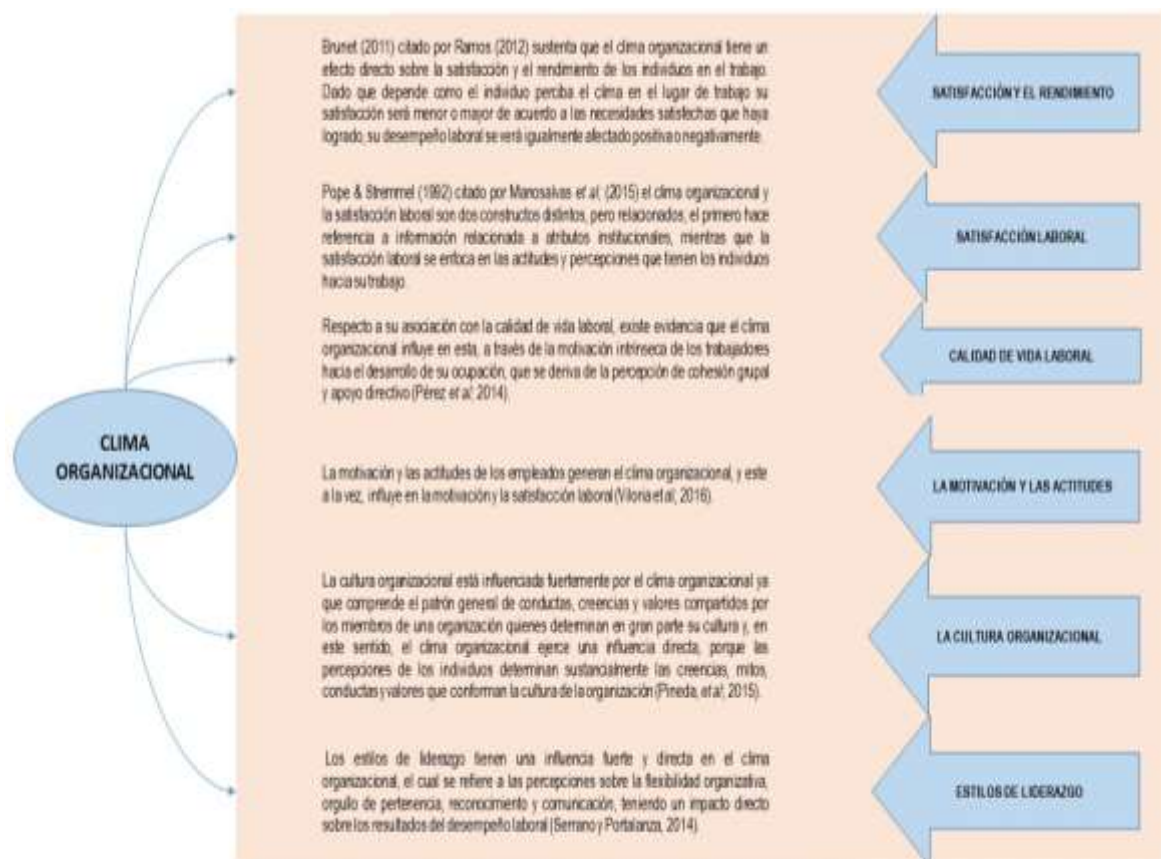 Brunet (2011) citado por Ramos (2012) sustenta que el clima organizacional tiene un
efecto directo sobre la satisfacción y el rendimiento de los individuos en el trabajo.
Dado que depende como el individuo perciba el clima en el lugar de trabajo su
satisfacción será menor o mayor de acuerdo a las necesidades satisfechas que haya
logrado, su desempeño laboral se verá igualmente afectado positiva o negativamente.
SATISFACCIÓN Y EL RENDIMIENTO
Pope & Stremmel (1992) citado por Manosalvas et al, (2015) el clima organizacional y
la satisfacción laboral son dos constructos distintos, pero relacionados, el primero hace
referencia a información relacionada a atributos institucionales, mientras que la
satisfacción laboral se enfoca en las actitudes y percepciones que tienen los individuos
hacia su trabajo.
SATISFACCIÓN LABORAL
Respecto a su asociación con la calidad de vida laboral, existe evidencia que el clima
organizacional influye en esta, a través de la motivación intrínseca de los trabajadores
hacia el desarrollo de su ocupación, que se deriva de la percepción de cohesión grupal
y apoyo directivo (Pérez et al; 2014).
CALIDAD DE VIDA LABORAL
CLIMA
ORGANIZACIONAL
La motivación y las actitudes de los empleados generan el clima organizacional, y este
a la vez, influye en la motivación y la satisfacción laboral (Viloria et al; 2016).
LA MOTIVACIÓN Y LAS ACTITUDES
La cultura organizacional está influenciada fuertemente por el clima organizacional ya
que comprende el patrón general de conductas, creencias y valores compartidos por
los miembros de una organización quienes determinan en gran parte su cultura y, en
este sentido, el clima organizacional ejerce una influencia directa, porque las
percepciones de los individuos determinan sustancialmente las creencias, mitos,
conductas y valores que conforman la cultura de la organización (Pineda, et al; 2015).
LA CULTURA ORGANIZACIONAL
Los estilos de liderazgo tienen una influencia fuerte y directa en el clima
organizacional, el cual se refiere a las percepciones sobre la flexibilidad organizativa,
orgullo de pertenencia, reconocimiento y comunicación, teniendo un impacto directo
sobre los resultados del desempeño laboral (Serrano y Portalanza, 2014).
ESTILOS DE LIDERAZGO